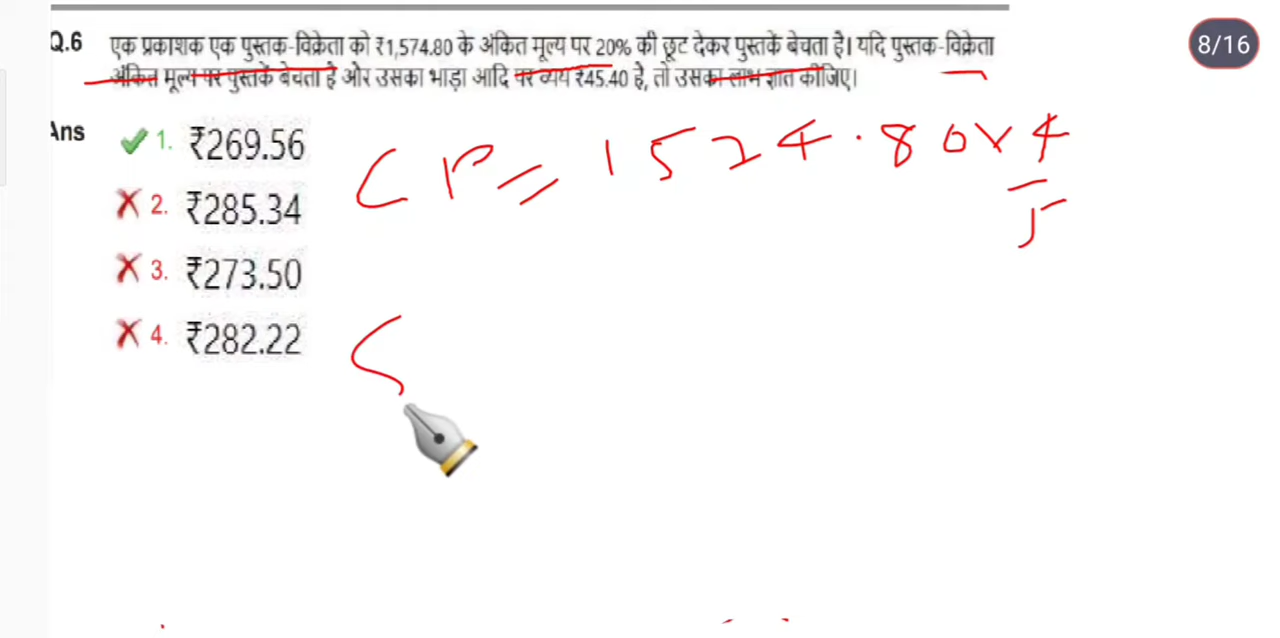 8/16
Q.6 एक प्रकाशक एक पुस्तक-विक्रेता को ₹1,574.80 के अंकित मूल्य पर 20% की छूट देकर पुस्तकें बेचता है। यदि पुस्तक-विक्रेता
अंकित मूल्य पर पुस्तकें बेचता है और उसका भाड़ा आदि पर व्यय ₹45.40 है, तो उसका लाभ ज्ञात कीजिए।
Ans 1. ₹269.56
2. ₹285.34
3. ₹273.50
4. ₹282.22
CP = 1574.80 × 4
5